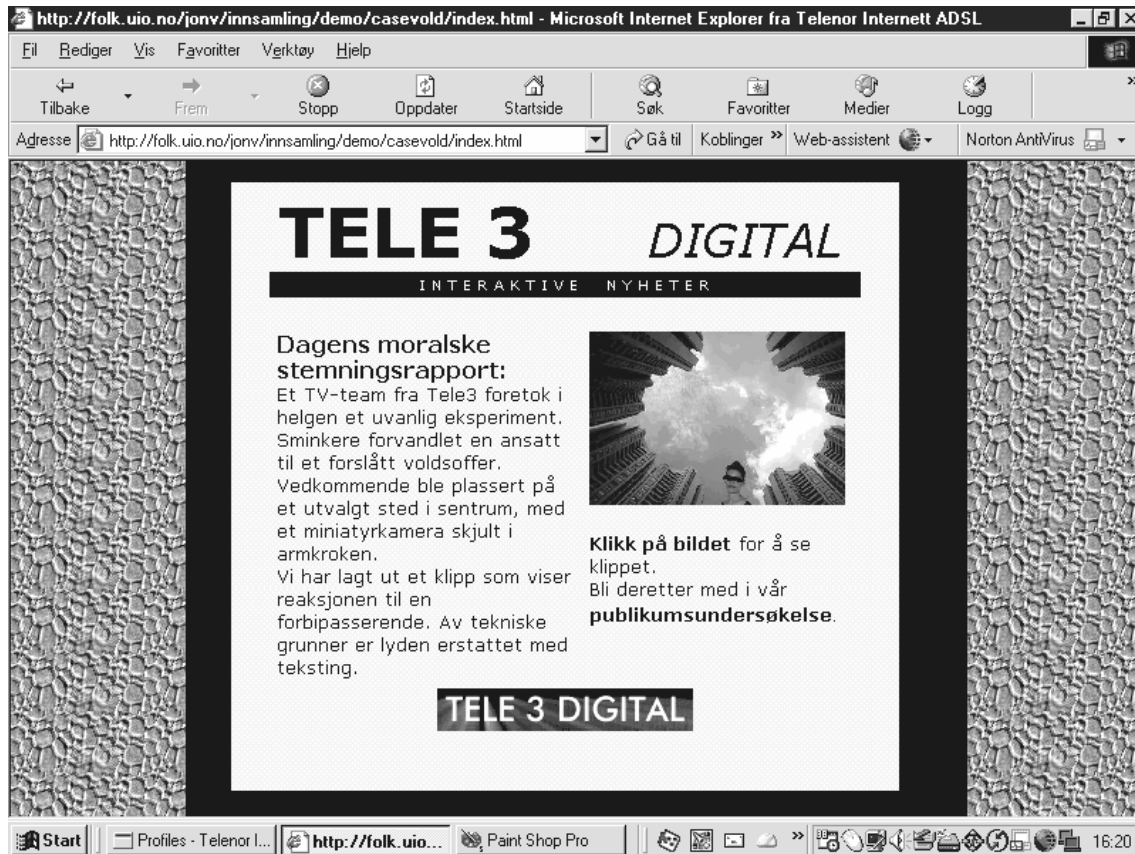 http://folk.uio.no/jonv/innsamling/demo/casevold/index.html - Microsoft Internet Explorer fra Telenor Internett ADSL
Fil Rediger Vis Favoritter Verktøy Hjelp
Tilbake Frem Stopp Oppdater Startside Søk Favoritter Medier Logg
Adresse http://folk.uio.no/jonv/innsamling/demo/casevold/index.html Gå til Koblinger » Web-assistent Norton AntiVirus
TELE 3 DIGITAL
INTERAKTIVE NYHETER
Dagens moralske
stemningsrapport:
Et TV-team fra Tele3 foretok i
helgen et uvanlig eksperiment.
Sminkere forvandlet en ansatt
til et forslått voldsoffer.
Vedkommende ble plassert på
et utvalgt sted i sentrum, med
et miniatyrkamera skjult i
armkroken.
Vi har lagt ut et klipp som viser
reaksjonen til en
forbipasserende. Av tekniske
grunner er lyden erstattet med
teksting.
Klikk på bildet for å se
klippet.
Bli deretter med i vår
publikumsundersøkelse.
TELE 3 DIGITAL
Start Profiles - Telenor I... http://folk.uio... Paint Shop Pro » 16:20